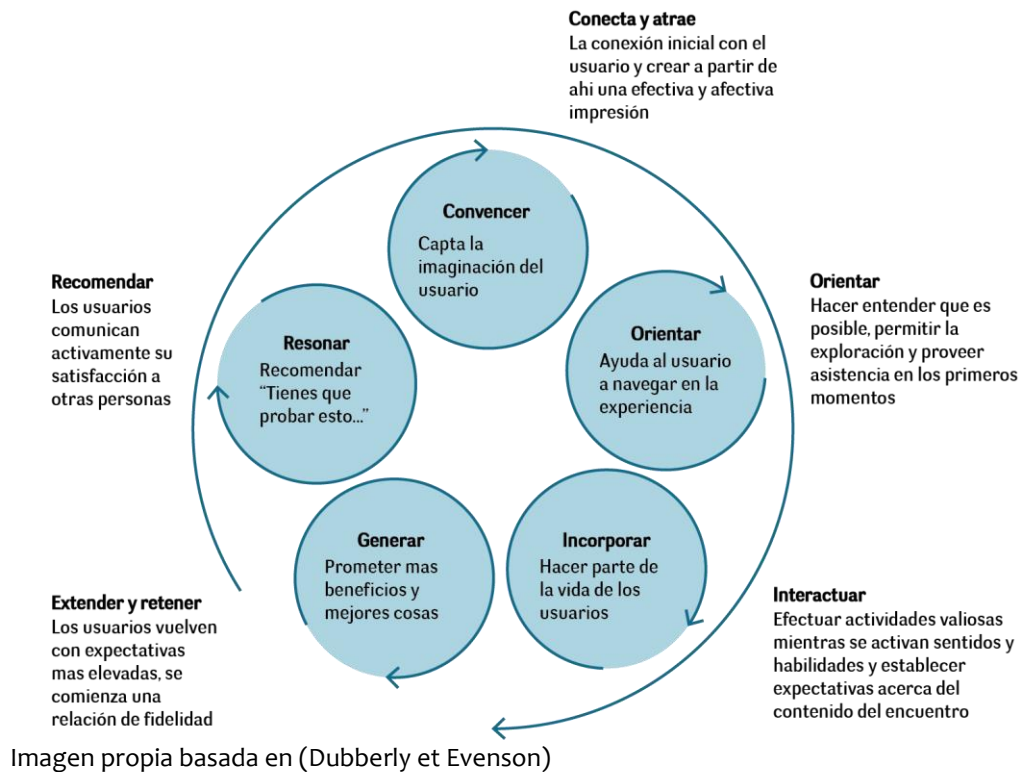 Conecta y atrae
La conexión inicial con el
usuario y crear a partir de
ahi una efectiva y afectiva
impresión
Convencer
Capta la
imaginación del
usuario
Orientar
Ayuda al usuario
a navegar en la
experiencia
Orientar
Hacer entender que es
posible, permitir la
exploración y proveer
asistencia en los primeros
momentos
Incorporar
Hacer parte de
la vida de los
usuarios
Interactuar
Efectuar actividades valiosas
mientras se activan sentidos y
habilidades y establecer
expectativas acerca del
contenido del encuentro
Generar
Prometer mas
beneficios y
mejores cosas
Extender y retener
Los usuarios vuelven
con expectativas
mas elevadas, se
comienza una
relación de fidelidad
Resonar
Recomendar
“Tienes que
probar esto...”
Recomendar
Los usuarios
comunican
activamente su
satisfacción a
otras personas
Imagen propia basada en (Dubberly et Evenson)